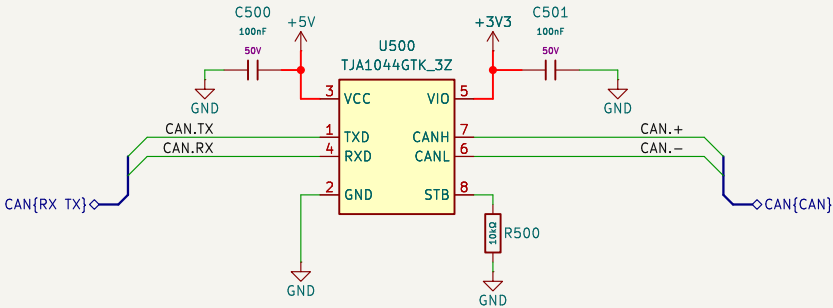 C500
100nF
50V
+5V
GND
U500
TJA1044GTK_3Z
+3V3
C501
100nF
50V
GND
3 VCC
VIO 5
CAN.TX 1 TXD
CANH 7 CAN.+
CAN.RX 4 RXD
CANL 6 CAN.-
2 GND
STB 8
CAN{RX TX}
CAN{CAN}
10kΩ
R500
GND
GND